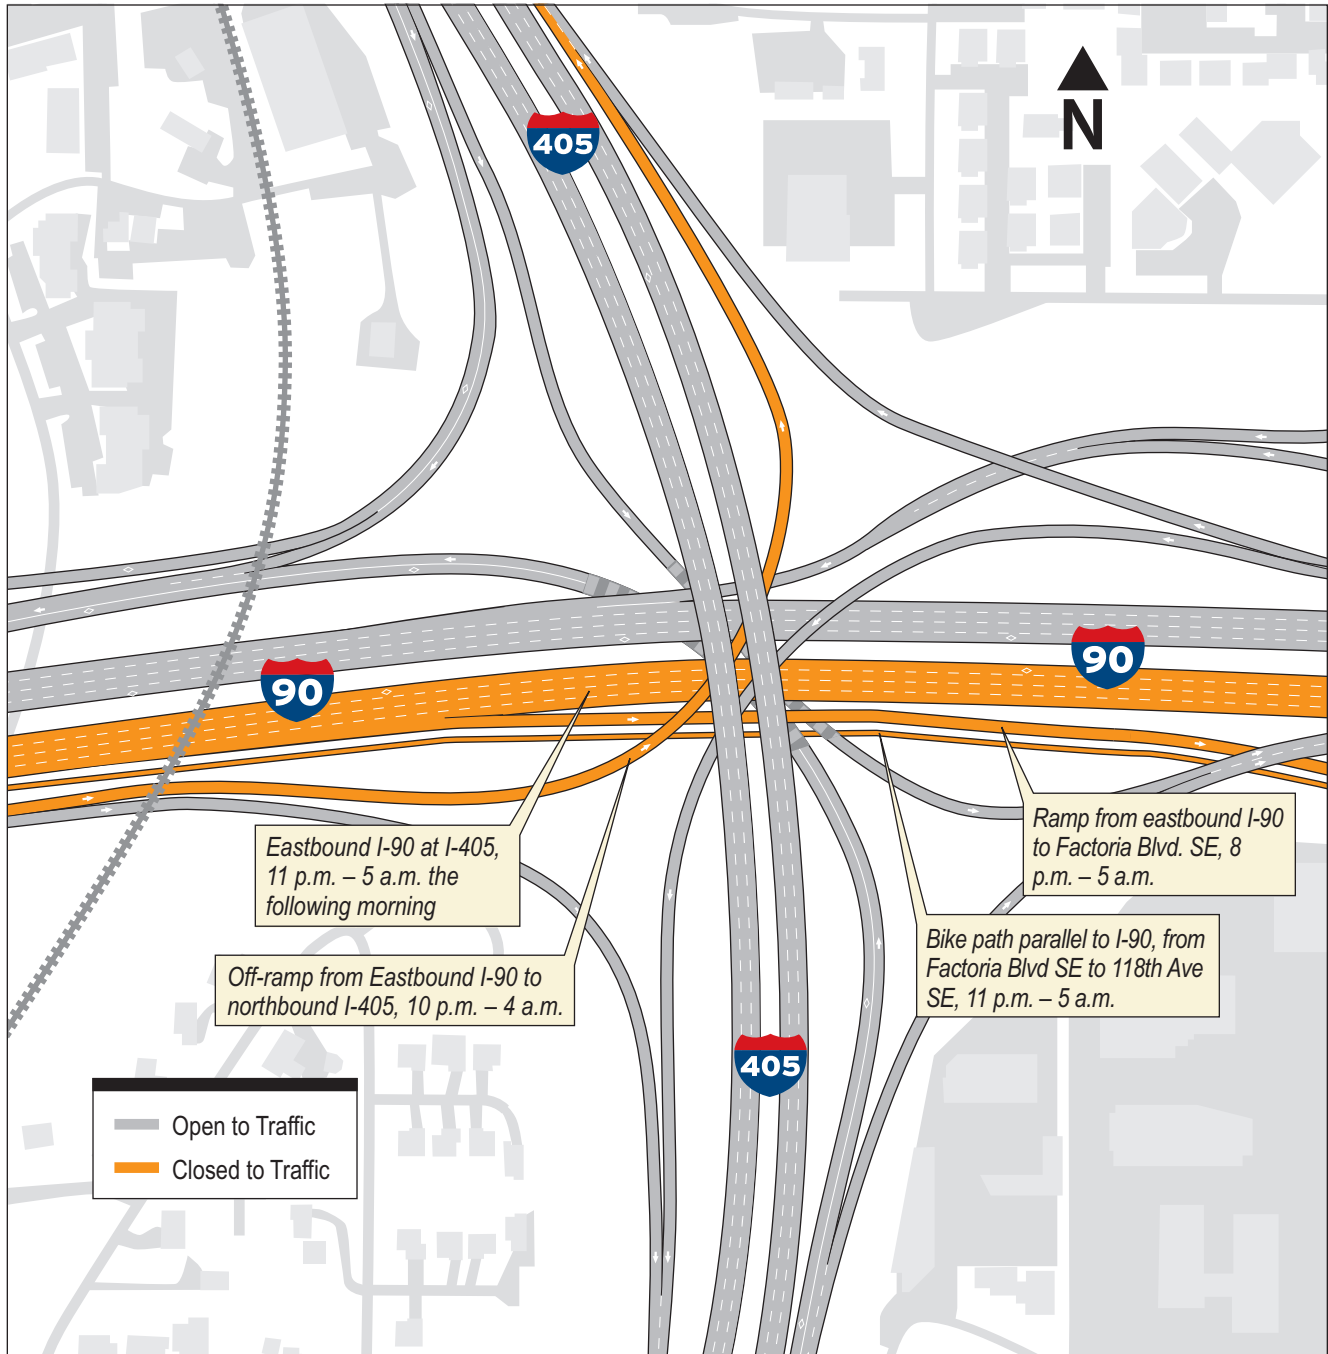 405
N
90
90
Eastbound I-90 at I-405,
11 p.m. – 5 a.m. the
following morning
Ramp from eastbound I-90
to Factoria Blvd. SE, 8
p.m. – 5 a.m.
Off-ramp from Eastbound I-90 to
northbound I-405, 10 p.m. – 4 a.m.
Bike path parallel to I-90, from
Factoria Blvd SE to 118th Ave
SE, 11 p.m. – 5 a.m.
405
Open to Traffic
Closed to Traffic